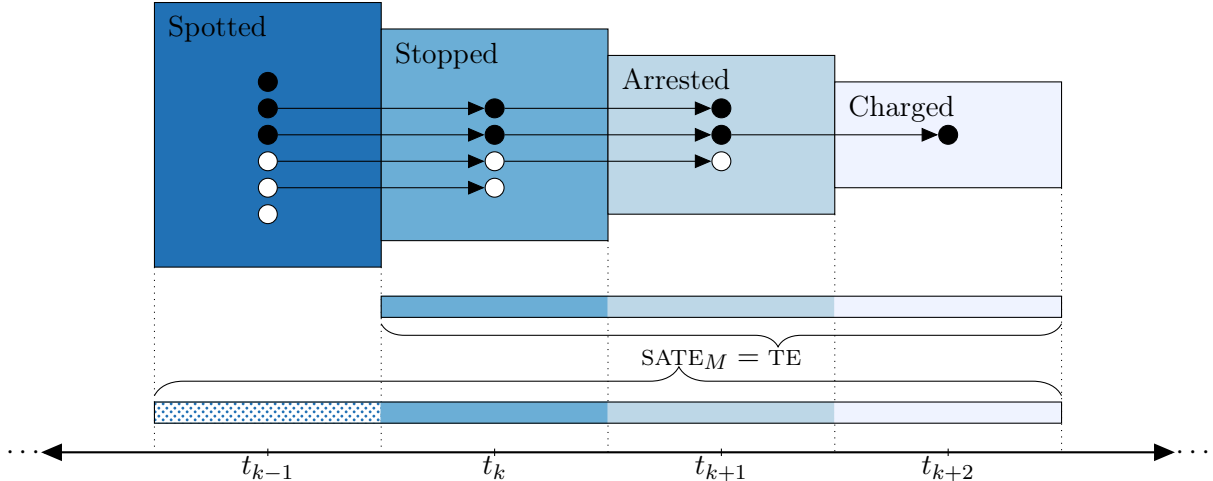 Spotted
Stopped
Arrested
Charged
SATE_M = TE
··· t_{k−1} t_k t_{k+1} t_{k+2} ···